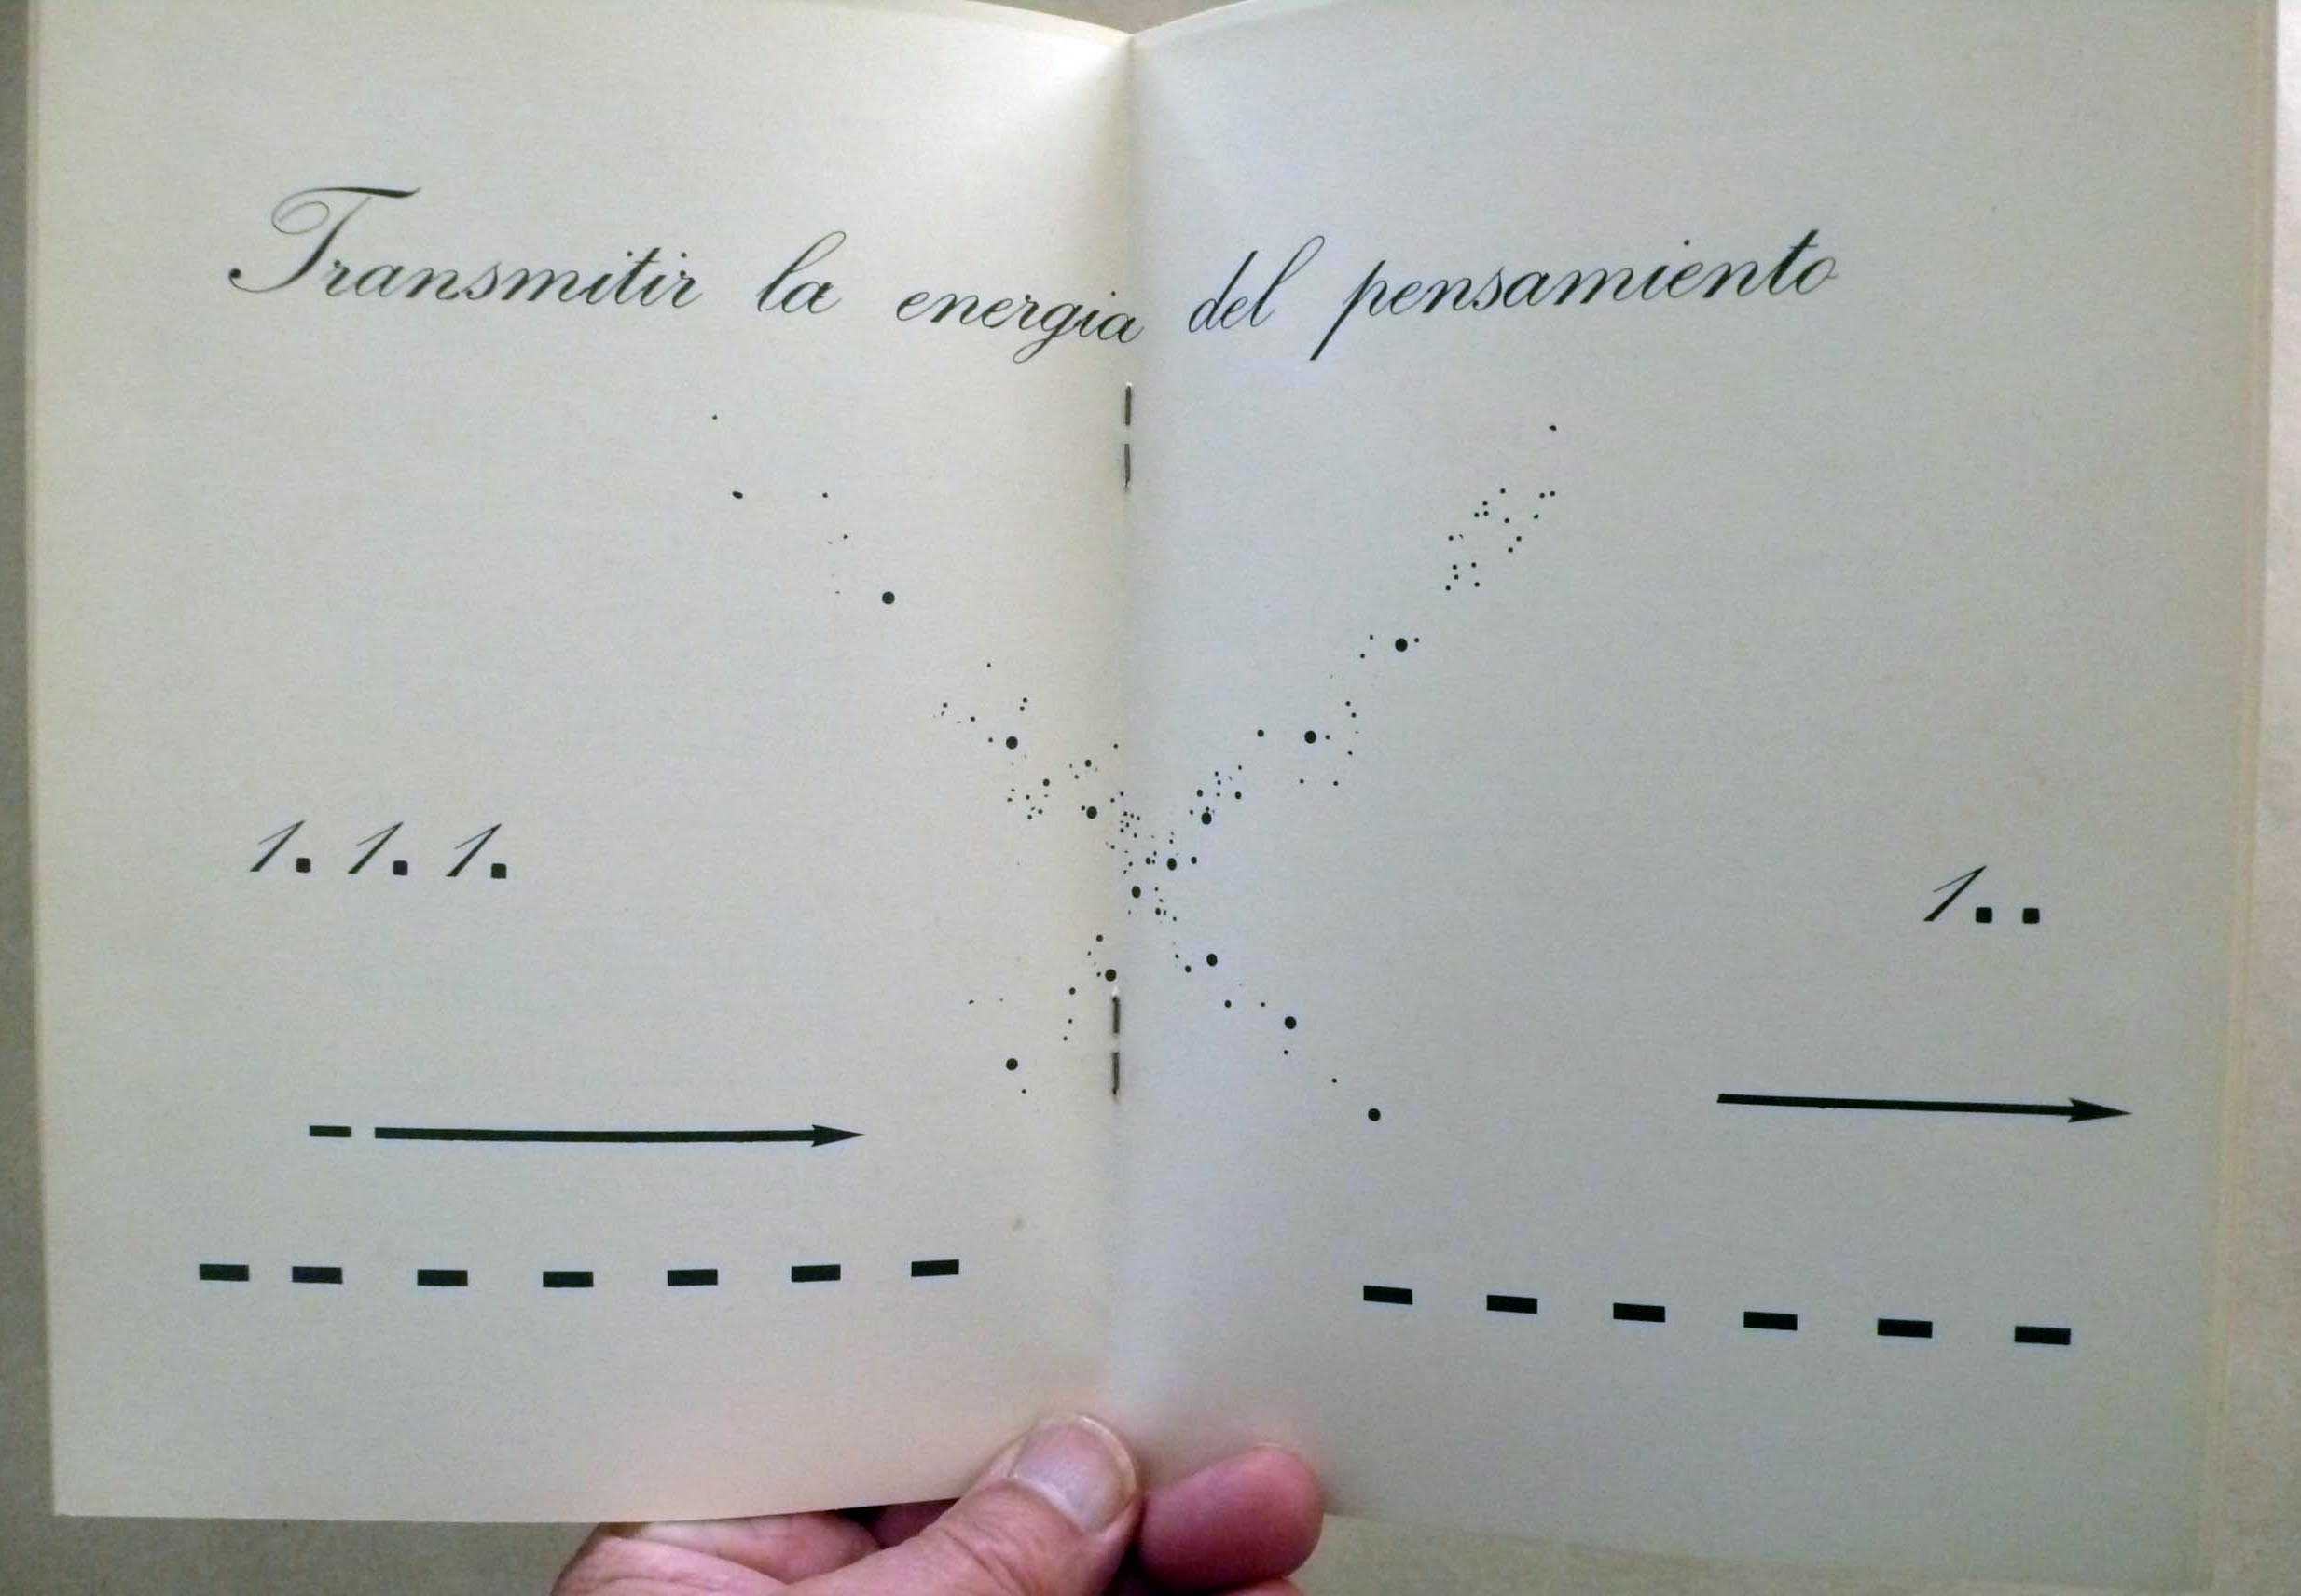 Transmitir la energia del pensamiento
1. 1. 1.
1..